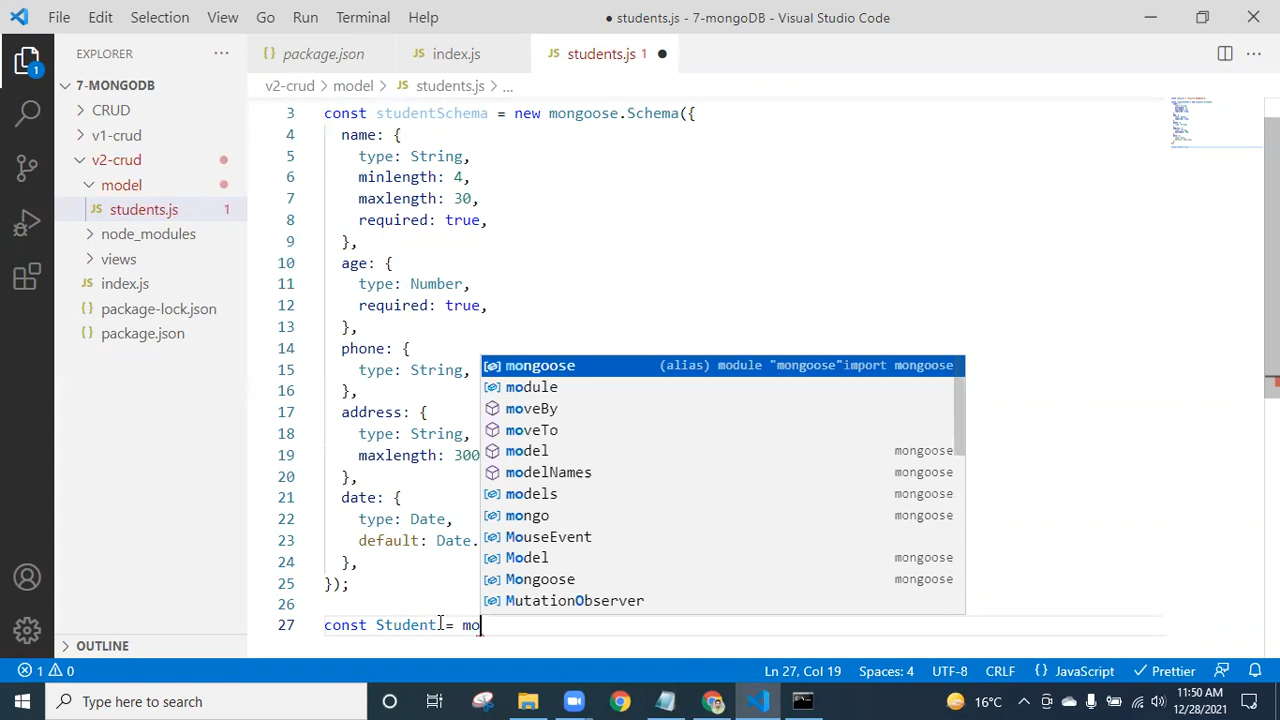 File Edit Selection View Go Run Terminal Help
● students.js - 7-mongoDB - Visual Studio Code
EXPLORER ...
package.json
index.js
students.js 1 ●
v2-crud > model > students.js > ...
7-MONGODB
CRUD
v1-crud
v2-crud
model
students.js 1
node_modules
views
index.js
package-lock.json
package.json
OUTLINE
1
3 const studentSchema = new mongoose.Schema({
4 name: {
5 type: String,
6 minlength: 4,
7 maxlength: 30,
8 required: true,
9 },
10 age: {
11 type: Number,
12 required: true,
13 },
14 phone: {
15 type: String,
16 },
17 address: {
18 type: String,
19 maxlength: 300
20 },
21 date: {
22 type: Date,
23 default: Date.
24 },
25 });
26
27 const Student = mo
mongoose (alias) module "mongoose"import mongoose
module
moveBy
moveTo
model mongoose
modelNames mongoose
models mongoose
mongo mongoose
MouseEvent
Model mongoose
Mongoose mongoose
MutationObserver
1 0 Ln 27, Col 19 Spaces: 4 UTF-8 CRLF {} JavaScript Prettier
Type here to search
16°C
11:50 AM
12/28/2021